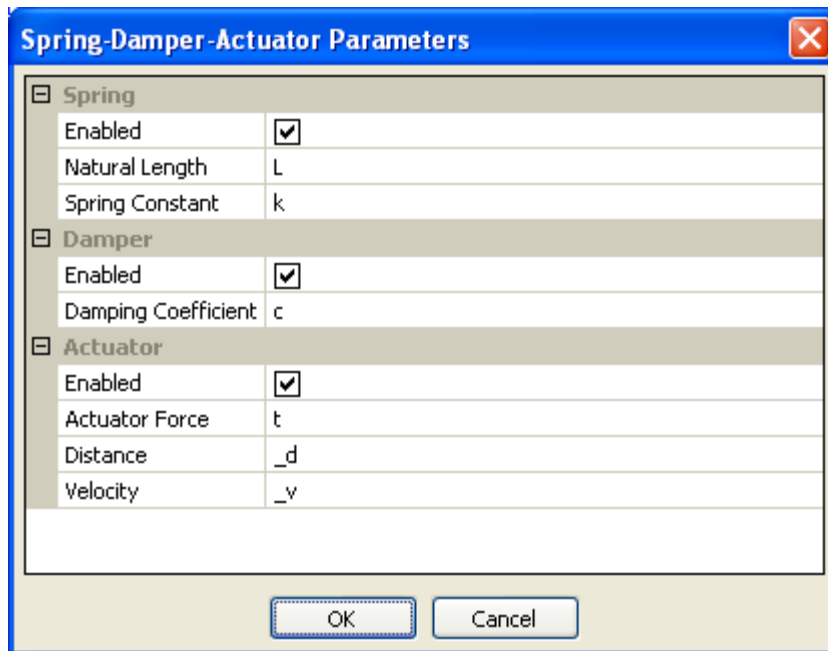 Spring-Damper-Actuator Parameters
Spring
Enabled
Natural Length L
Spring Constant k
Damper
Enabled
Damping Coefficient c
Actuator
Enabled
Actuator Force t
Distance _d
Velocity _v
OK Cancel